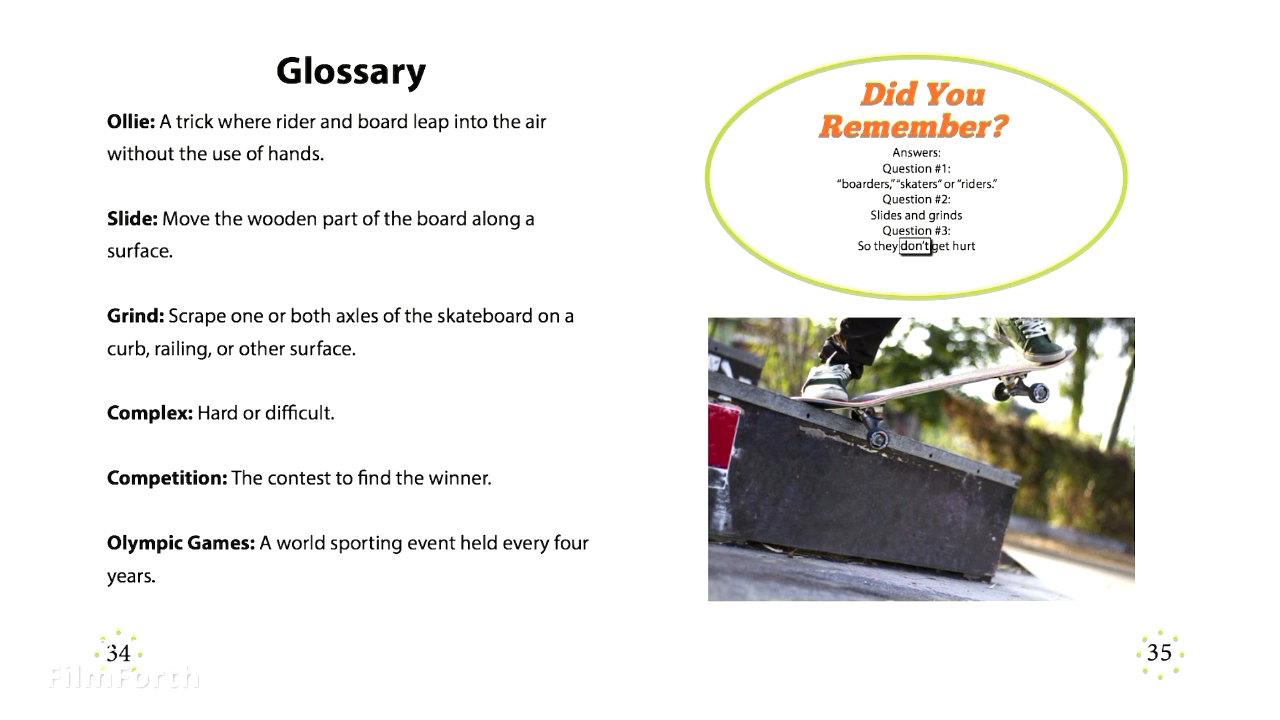 Glossary
Ollie: A trick where rider and board leap into the air
without the use of hands.
Slide: Move the wooden part of the board along a
surface.
Grind: Scrape one or both axles of the skateboard on a
curb, railing, or other surface.
Complex: Hard or difficult.
Competition: The contest to find the winner.
Olympic Games: A world sporting event held every four
years.
34
FilmForth
Did You
Remember?
Answers:
Question #1:
“boarders,” “skaters” or “riders.”
Question #2:
Slides and grinds
Question #3:
So they don't get hurt
35